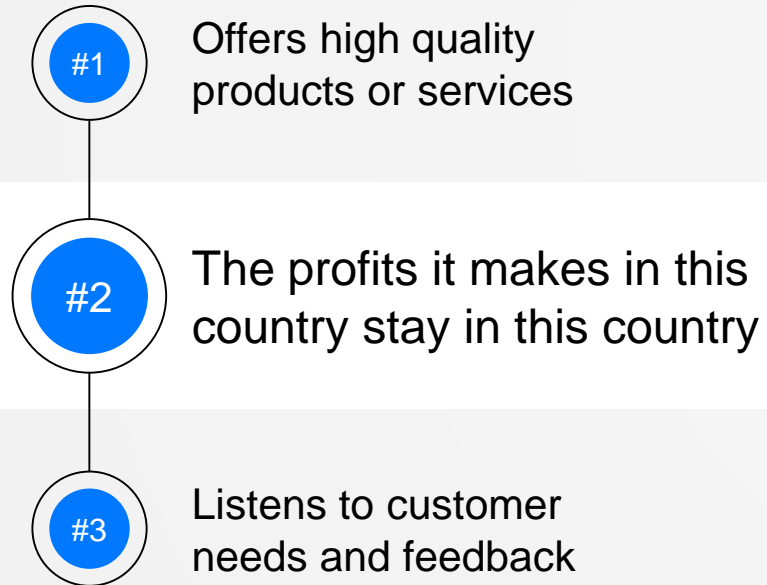 #1
Offers high quality
products or services
#2
The profits it makes in this
country stay in this country
#3
Listens to customer
needs and feedback